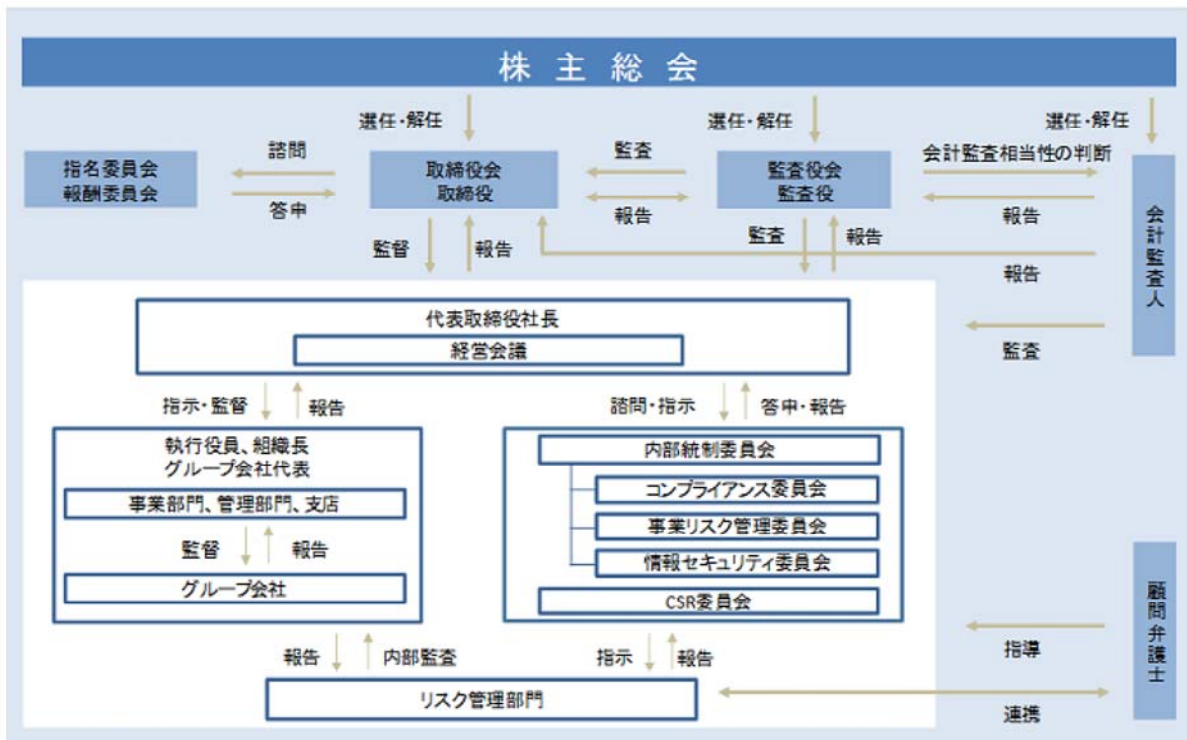 株主総会
選任・解任
選任・解任
選任・解任
指名委員会
報酬委員会
諮問
答申
取締役会
取締役
監査
報告
監査役会
監査役
会計監査相当性の判断
報告
会計監査人
監督
報告
監査
報告
報告
監査
代表取締役社長
経営会議
指示・監督
報告
諮問・指示
答申・報告
執行役員、組織長
グループ会社代表
事業部門、管理部門、支店
監督
報告
グループ会社
内部統制委員会
コンプライアンス委員会
事業リスク管理委員会
情報セキュリティ委員会
CSR委員会
報告
内部監査
指示
報告
リスク管理部門
顧問弁護士
指導
連携